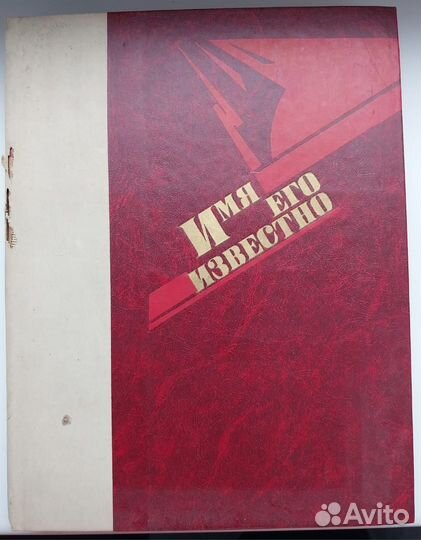 Имя
его
известно
Avito